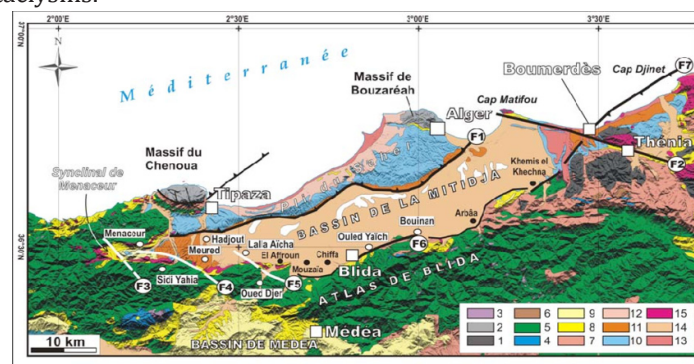 taclysms.
2°00'E
2°30'E
3°00'E
3°30'E
37°00'N
36°30'N
N
Méditerranée
Massif de
Bouzaréah
Alger
Cap Matifou
Boumerdès
Cap Djinet
F7
F1
Thénia
F2
Massif du
Chenoua
Tipaza
Synclinal de
Menaceur
Khemis el
Khechna
BASSIN DE LA MITIDJA
Menacour
Hadjout
Meured
Lalla Aïcha
Ouled Yaïch
Bouinan
Arbâa
El Affroun
Chiffa
Mouzaïa
Blida
F6
ATLAS DE BLIDA
Sidi Yahia
F3
F4
Oued Djer
F5
Médéa
BASSIN DE MEDEA
10 km
3 6 9 12 15
2 5 8 11 14
1 4 7 10 13